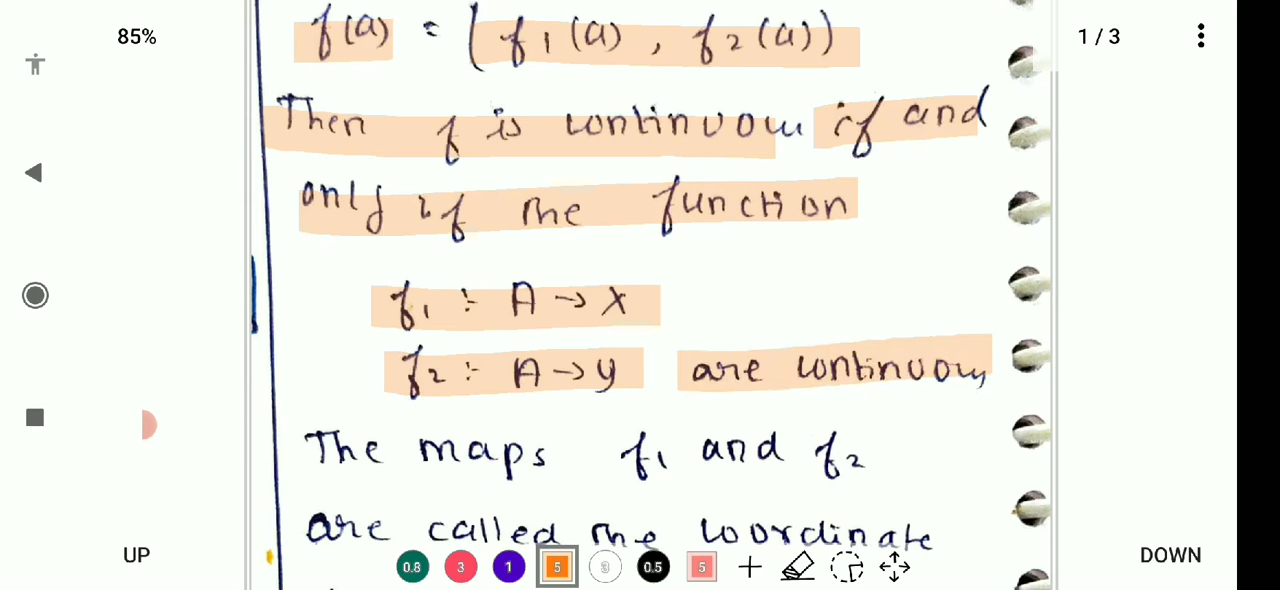 85%
1 / 3
f(a) = (f1(a), f2(a))
Then f is continuous if and
only if the function
f1 : A → X
f2 : A → Y are continuous
The maps f1 and f2
are called the coordinate
UP
DOWN
0.8 3 1 5 3 0.5 5